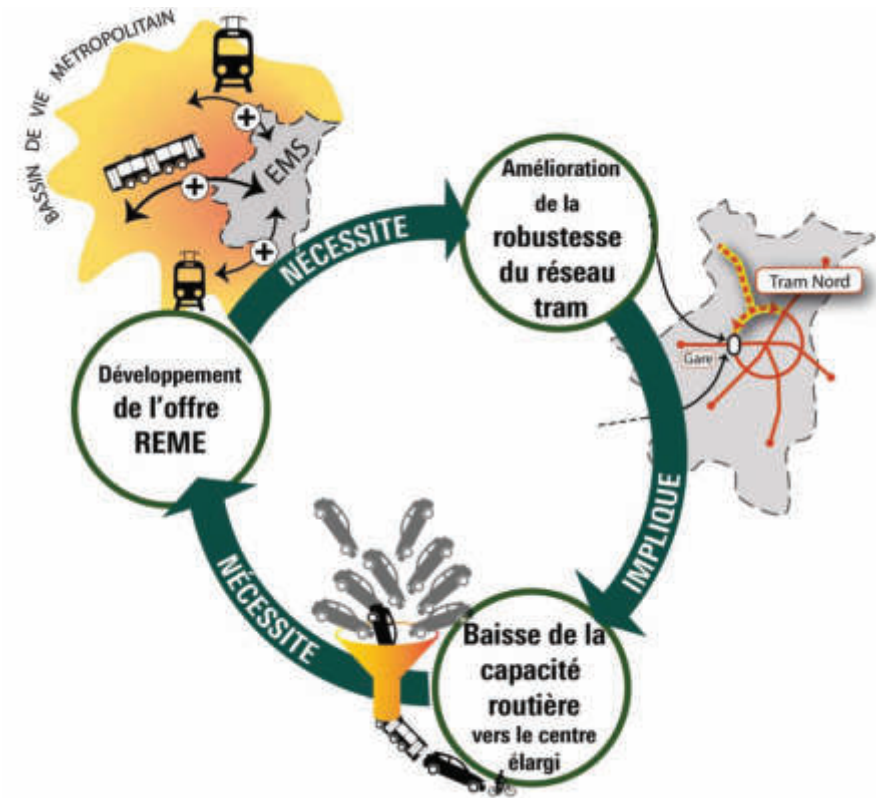 BASSIN DE VIE METROPOLITAIN
EMS
NÉCESSITE
Amélioration
de la
robustesse
du réseau
tram
Tram Nord
Gare
Développement
de l'offre
REME
IMPLIQUE
NÉCESSITE
Baisse de la
capacité
routière
vers le centre
élargi